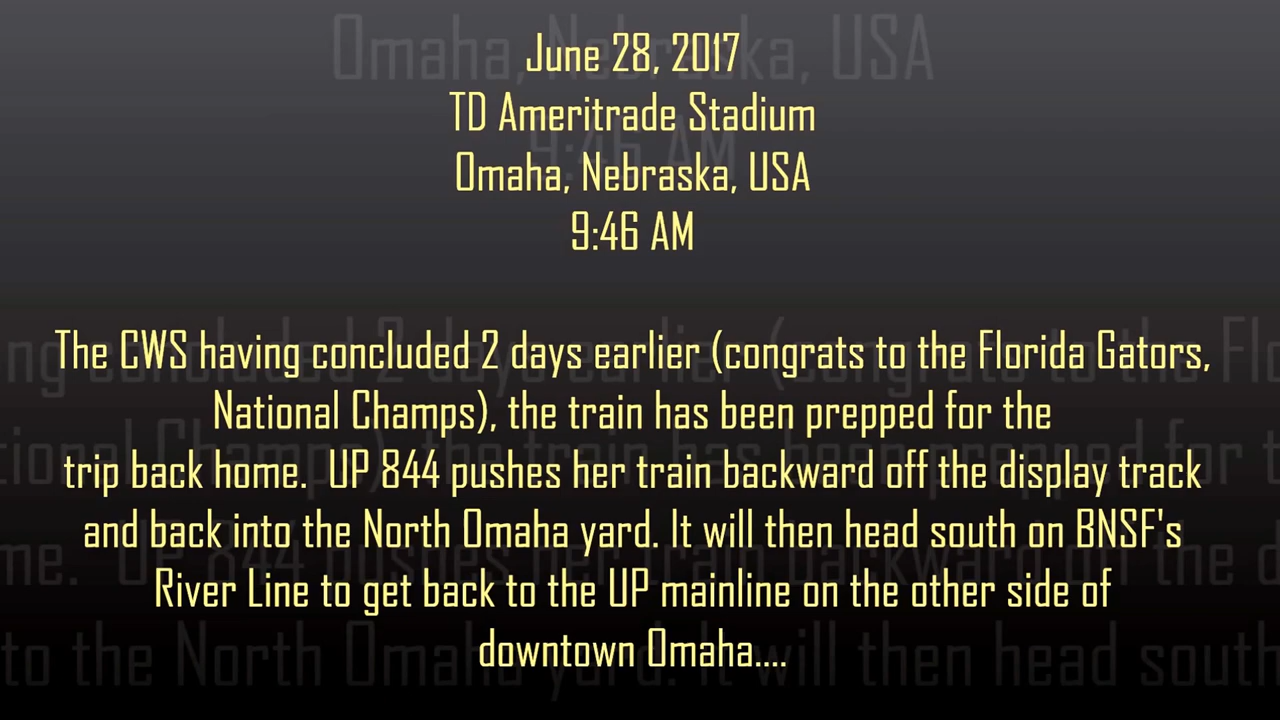 June 28, 2017
TD Ameritrade Stadium
Omaha, Nebraska, USA
9:46 AM
The CWS having concluded 2 days earlier (congrats to the Florida Gators,
National Champs), the train has been prepped for the
trip back home.  UP 844 pushes her train backward off the display track
and back into the North Omaha yard. It will then head south on BNSF's
River Line to get back to the UP mainline on the other side of
downtown Omaha....